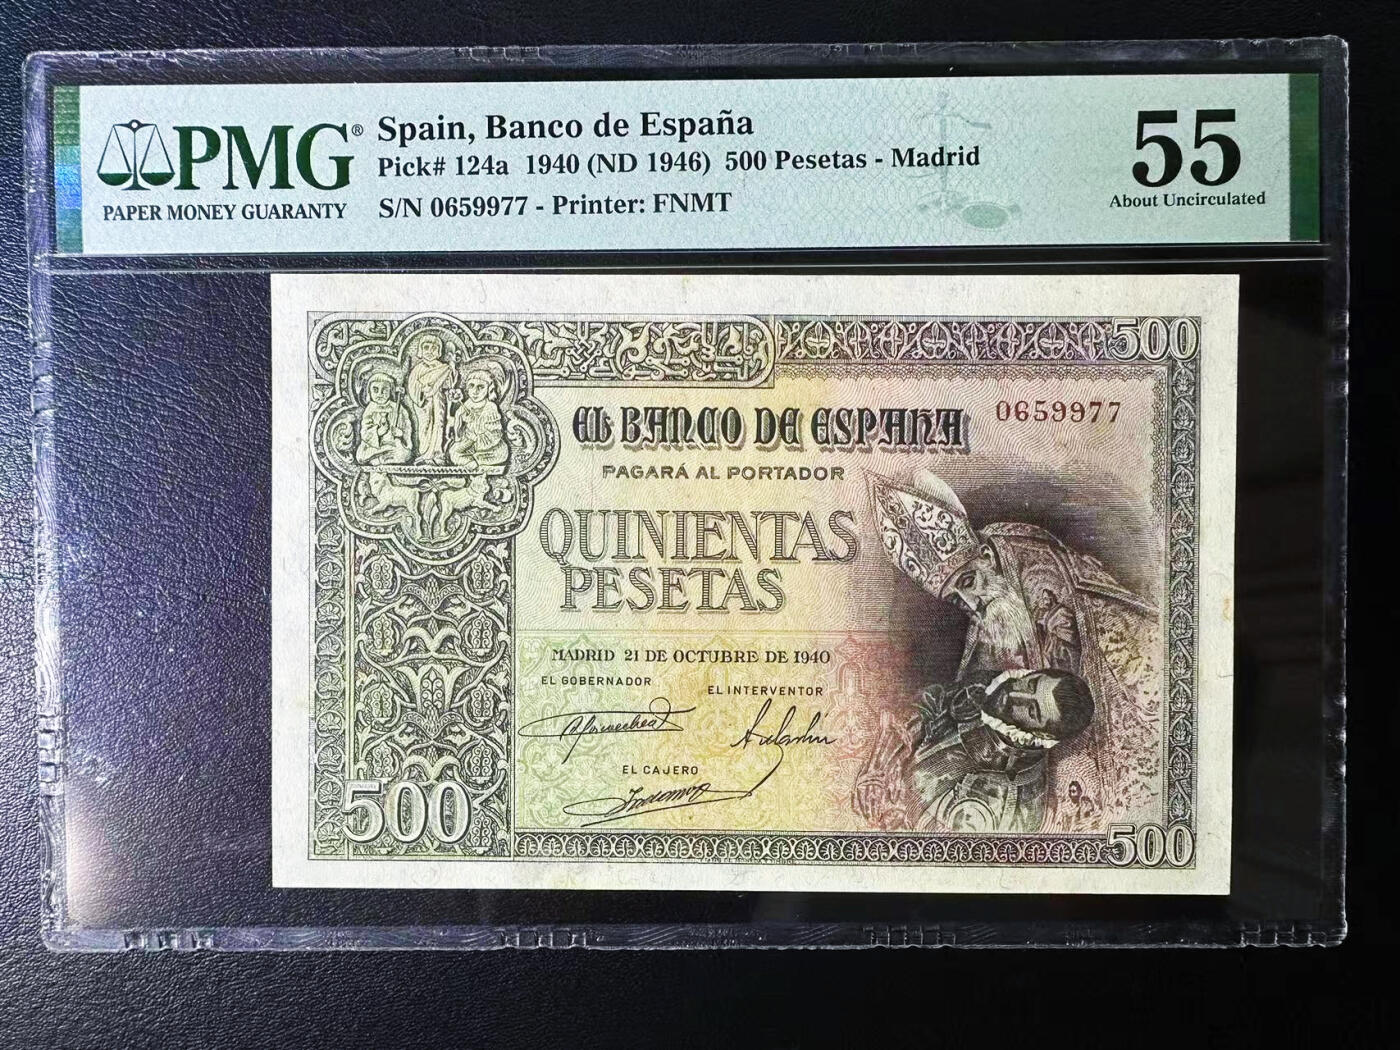 PMG®
PAPER MONEY GUARANTY
Spain, Banco de España
Pick# 124a 1940 (ND 1946) 500 Pesetas - Madrid
S/N 0659977 - Printer: FNMT
55
About Uncirculated
500
EL BANCO DE ESPAÑA
0659977
PAGARÁ AL PORTADOR
QUINIENTAS
PESETAS
MADRID 21 DE OCTUBRE DE 1940
EL GOBERNADOR
EL INTERVENTOR
EL CAJERO
500
500